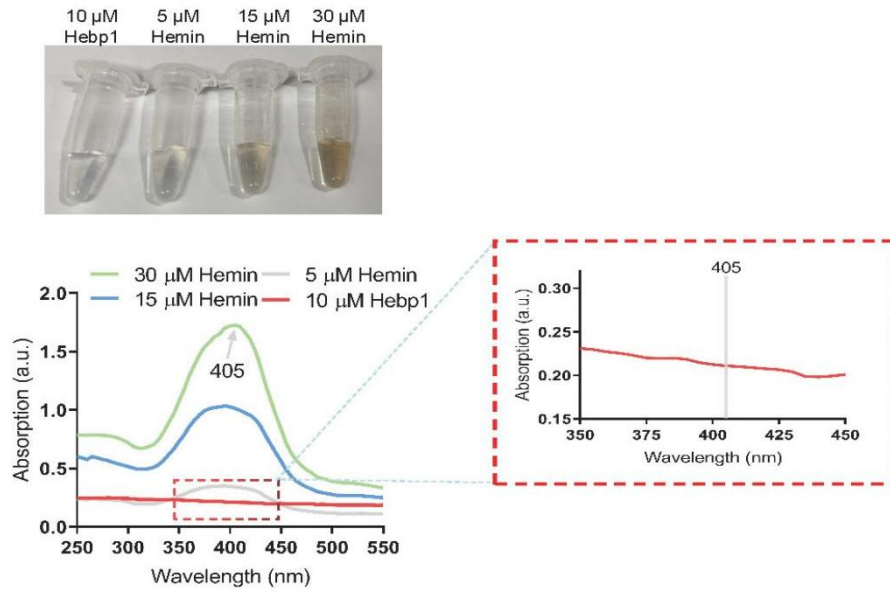 10 μM 5 μM 15 μM 30 μM
Hebp1 Hemin Hemin Hemin
30 μM Hemin 5 μM Hemin
15 μM Hemin 10 μM Hebp1
2.0
1.5
1.0
0.5
0.0
Absorption (a.u.)
405
250 300 350 400 450 500 550
Wavelength (nm)
405
0.30
0.25
0.20
0.15
Absorption (a.u.)
350 375 400 425 450
Wavelength (nm)